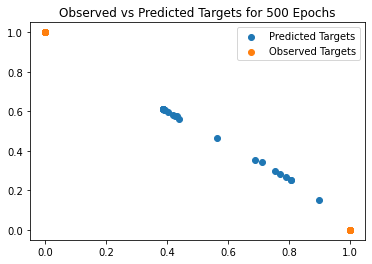 Observed vs Predicted Targets for 500 Epochs
Predicted Targets
Observed Targets
1.0
0.8
0.6
0.4
0.2
0.0
0.0 0.2 0.4 0.6 0.8 1.0